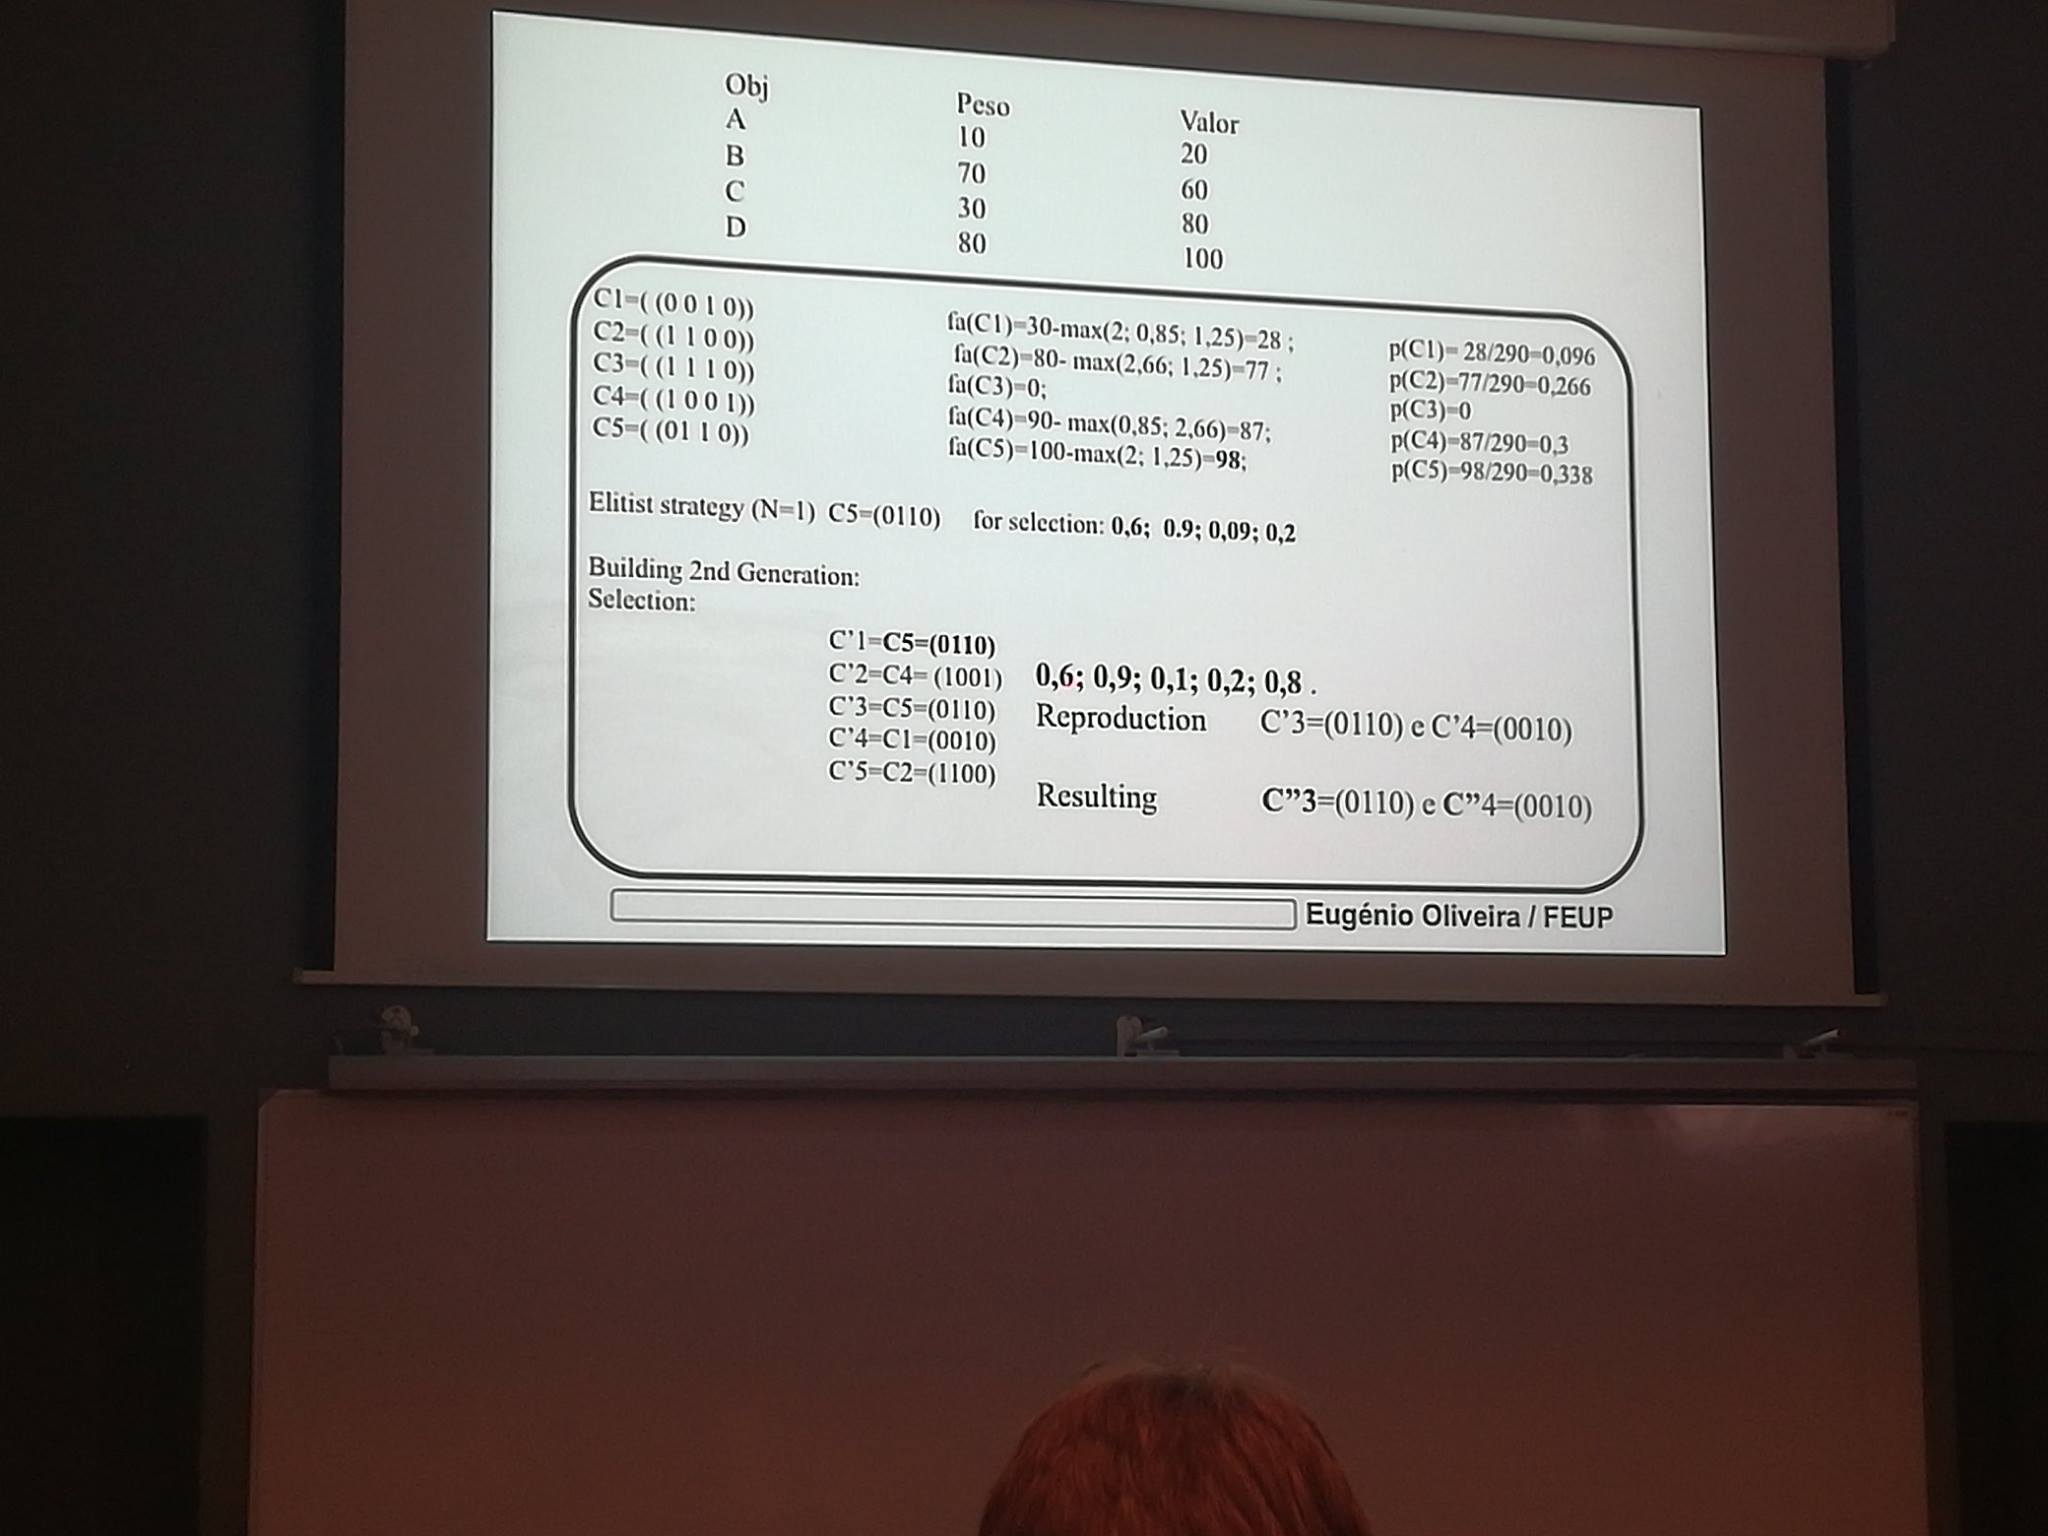 Obj Peso Valor
A 10 20
B 70 60
C 30 80
D 80 100
C1=( (0 0 1 0)) fa(C1)=30-max(2; 0,85; 1,25)=28 ; p(C1)= 28/290=0,096
C2=( (1 1 0 0)) fa(C2)=80- max(2,66; 1,25)=77 ; p(C2)=77/290=0,266
C3=( (1 1 1 0)) fa(C3)=0; p(C3)=0
C4=( (1 0 0 1)) fa(C4)=90- max(0,85; 2,66)=87; p(C4)=87/290=0,3
C5=( (01 1 0)) fa(C5)=100-max(2; 1,25)=98; p(C5)=98/290=0,338
Elitist strategy (N=1) C5=(0110) for selection: 0,6; 0.9; 0,09; 0,2
Building 2nd Generation:
Selection:
C’1=C5=(0110)
C’2=C4= (1001) 0,6; 0,9; 0,1; 0,2; 0,8 .
C’3=C5=(0110) Reproduction C’3=(0110) e C’4=(0010)
C’4=C1=(0010)
C’5=C2=(1100)
Resulting C”3=(0110) e C”4=(0010)
Eugénio Oliveira / FEUP